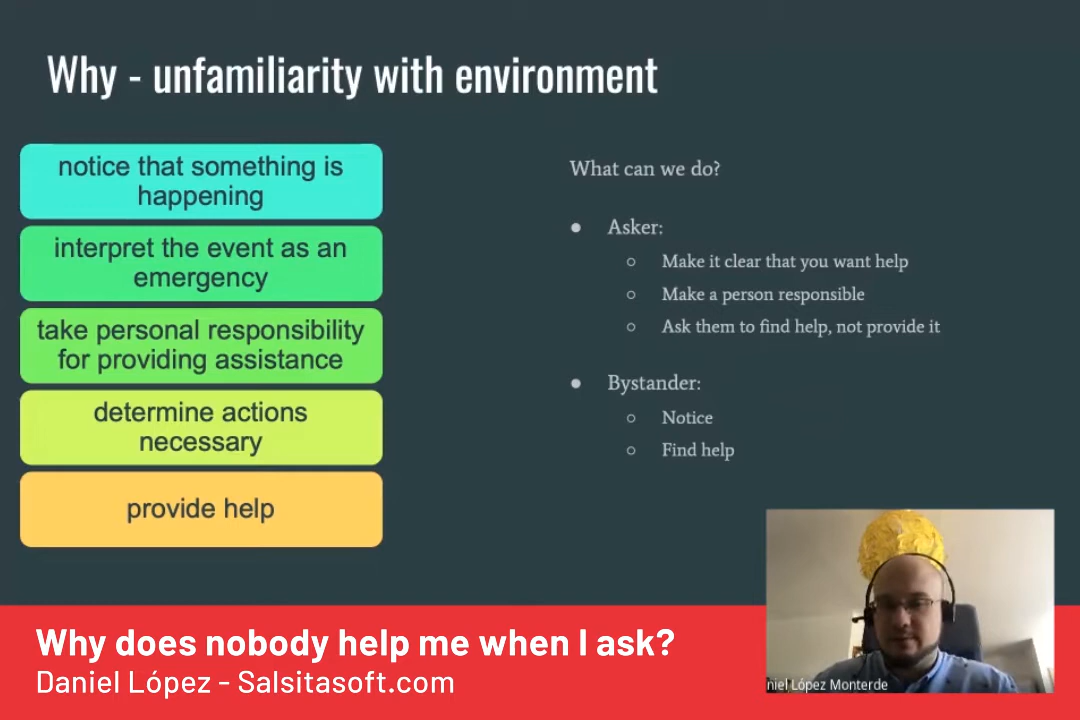 Why - unfamiliarity with environment
notice that something is
happening
interpret the event as an
emergency
take personal responsibility
for providing assistance
determine actions
necessary
provide help
What can we do?
● Asker:
○ Make it clear that you want help
○ Make a person responsible
○ Ask them to find help, not provide it
● Bystander:
○ Notice
○ Find help
niel López Monterde
Why does nobody help me when I ask?
Daniel López - Salsitasoft.com